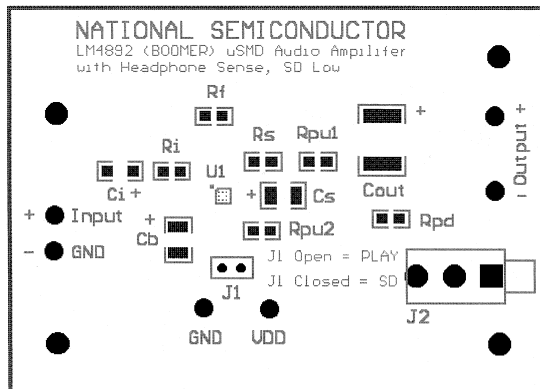 NATIONAL SEMICONDUCTOR
LM4892 (BOOMER) uSMD Audio Ampilifer
with Headphone Sense, SD Low
Rf
Ri
Rs
Rpu1
+
Output
+
-
Ci +
U1
+
Cs
Cout
+ Input
- GND
+
Cb
Rpu2
Rpd
J1 Open = PLAY
J1 Closed = SD
J1
J2
GND
VDD